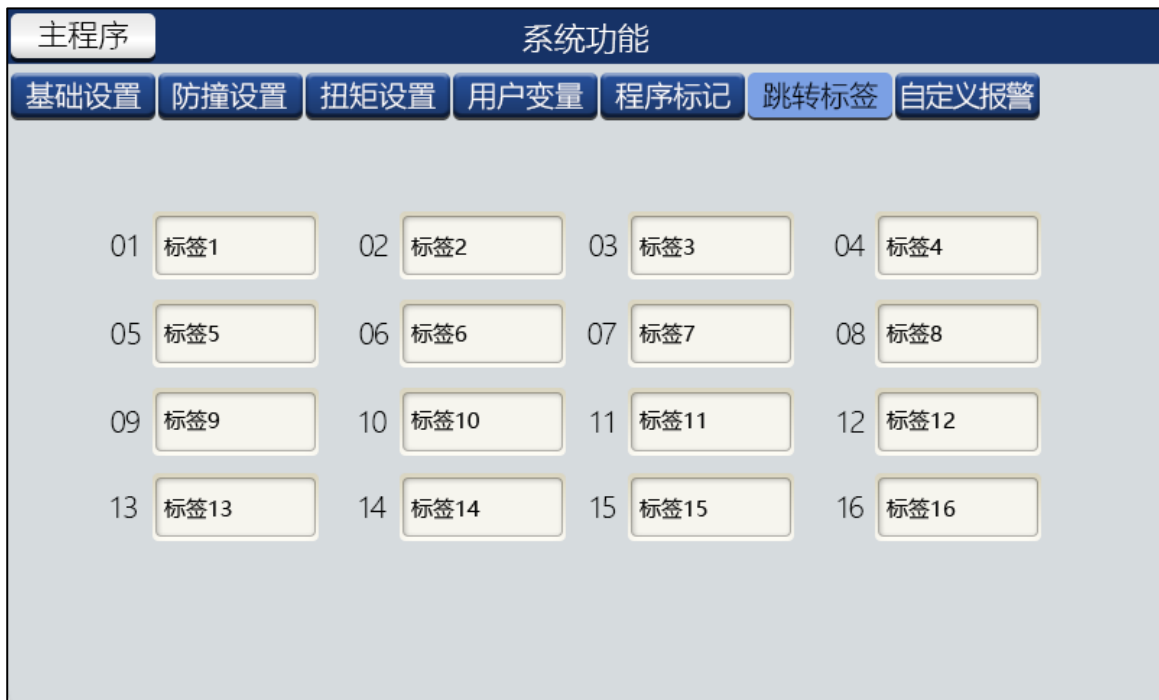 主程序 系统功能
基础设置 防撞设置 扭矩设置 用户变量 程序标记 跳转标签 自定义报警
01 标签1 02 标签2 03 标签3 04 标签4
05 标签5 06 标签6 07 标签7 08 标签8
09 标签9 10 标签10 11 标签11 12 标签12
13 标签13 14 标签14 15 标签15 16 标签16